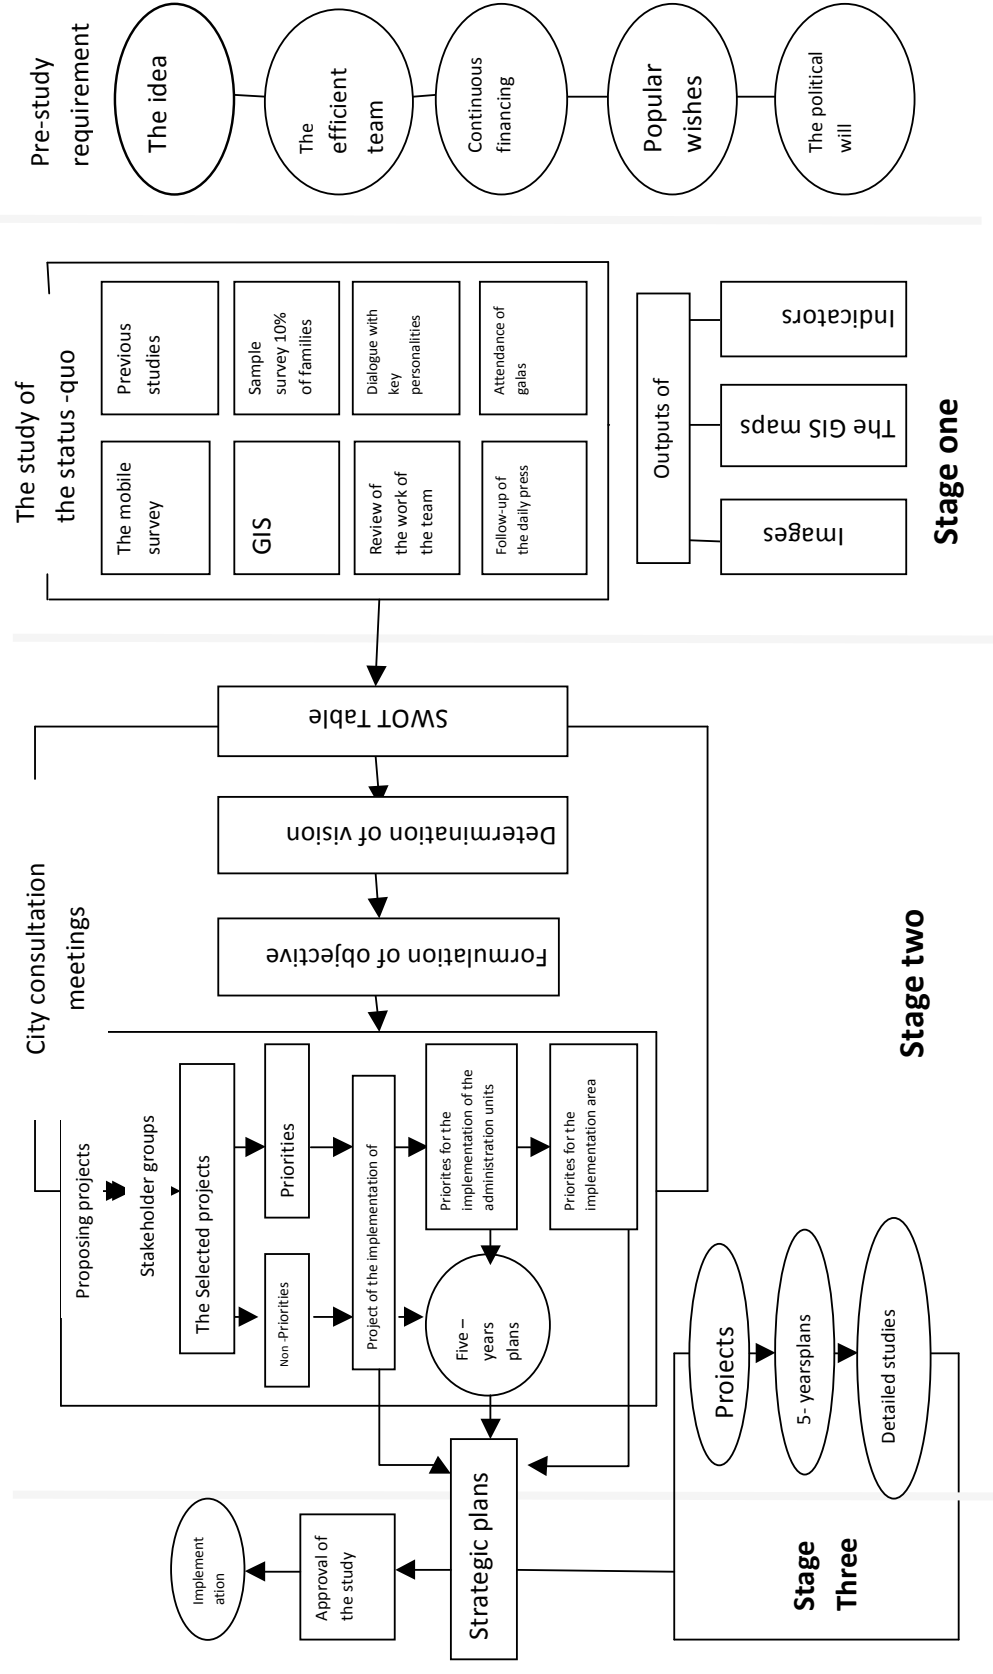 Pre-study
requirement
The idea
The
efficient
team
Continuous
financing
Popular
wishes
The political
will
The study of
the status -quo
Previous
studies
Sample
survey 10%
of families
Dialogue with
key
personalities
Attendance of
galas
The mobile
survey
GIS
Review of
the work of
the team
Follow-up of
the daily press
Outputs of
Indicators
The GIS maps
Images
Stage one
City consultation
meetings
SWOT Table
Determination of vision
Formulation of objective
Proposing projects
Stakeholder groups
The Selected projects
Priorities
Non -Priorities
Project of the implementation of
Priorites for the
implementation of the
administration units
Priorites for the
implementation area
Five –
years
plans
Stage two
Strategic plans
Approval of
the study
Implement
ation
Proiects
5- yearsplans
Detailed studies
Stage
Three